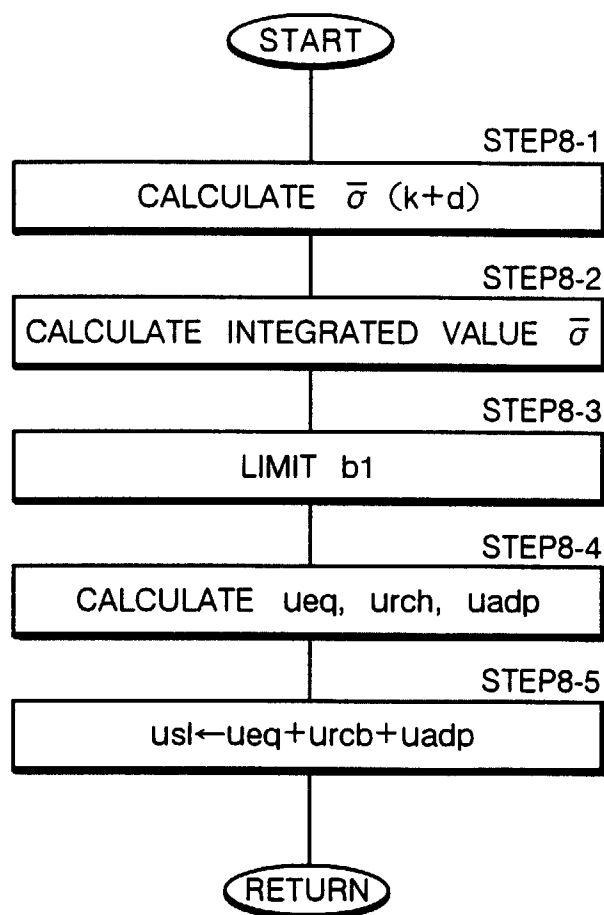 START
STEP8-1
CALCULATE σ̅ (k+d)
STEP8-2
CALCULATE INTEGRATED VALUE σ̅
STEP8-3
LIMIT b1
STEP8-4
CALCULATE ueq, urch, uadp
STEP8-5
usl←ueq+urcb+uadp
RETURN